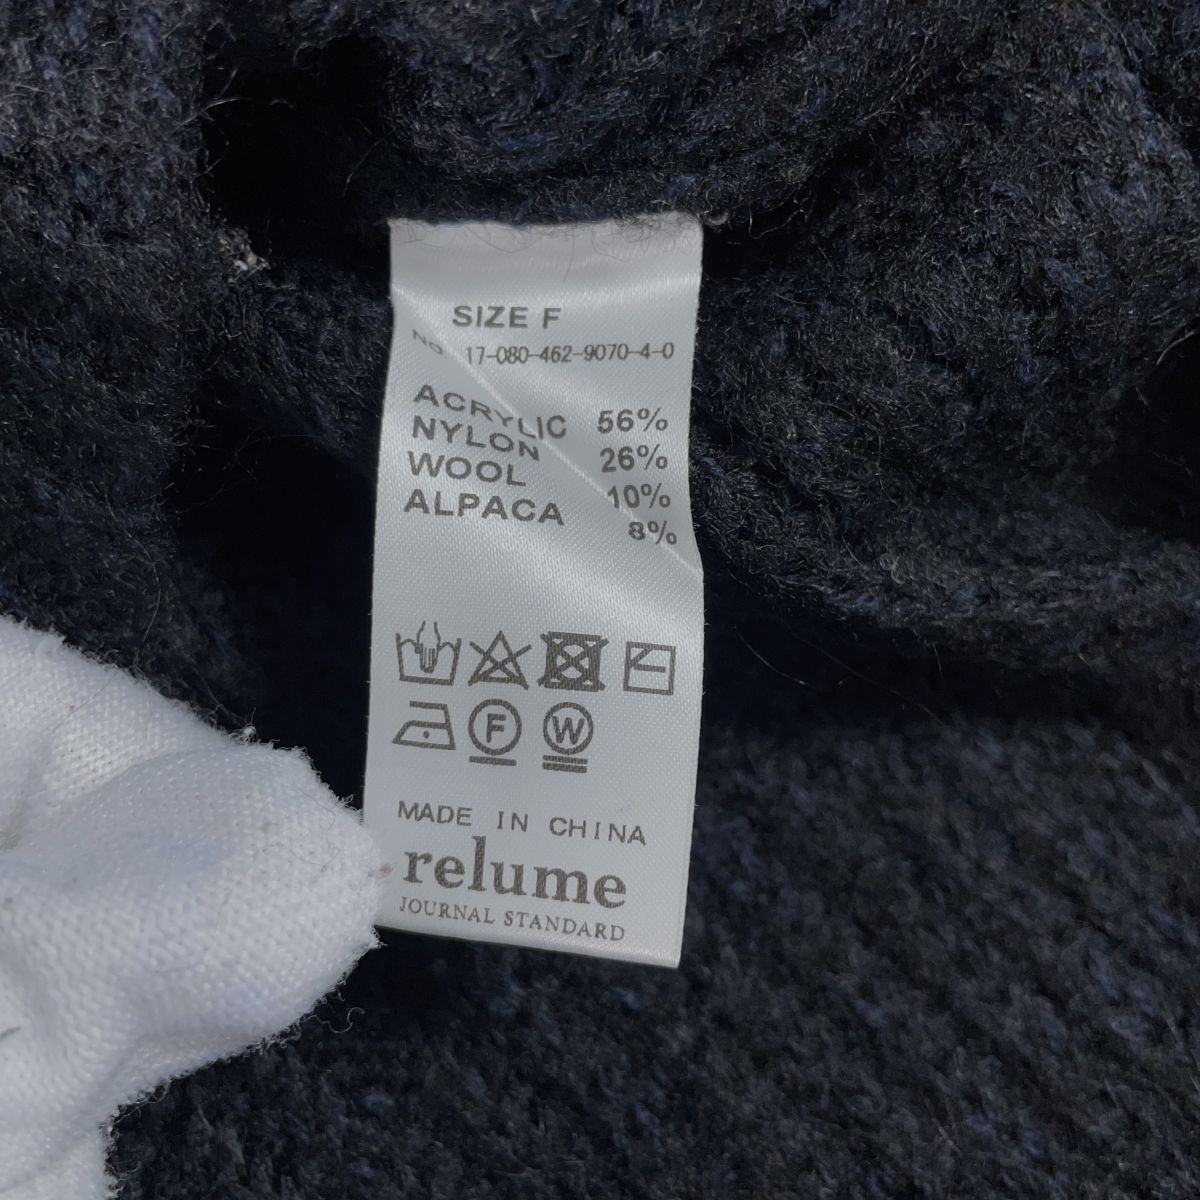 SIZE F
No. 17-080-462-9070-4-0
ACRYLIC 56%
NYLON 26%
WOOL 10%
ALPACA 8%
F W
MADE IN CHINA
relume
JOURNAL STANDARD